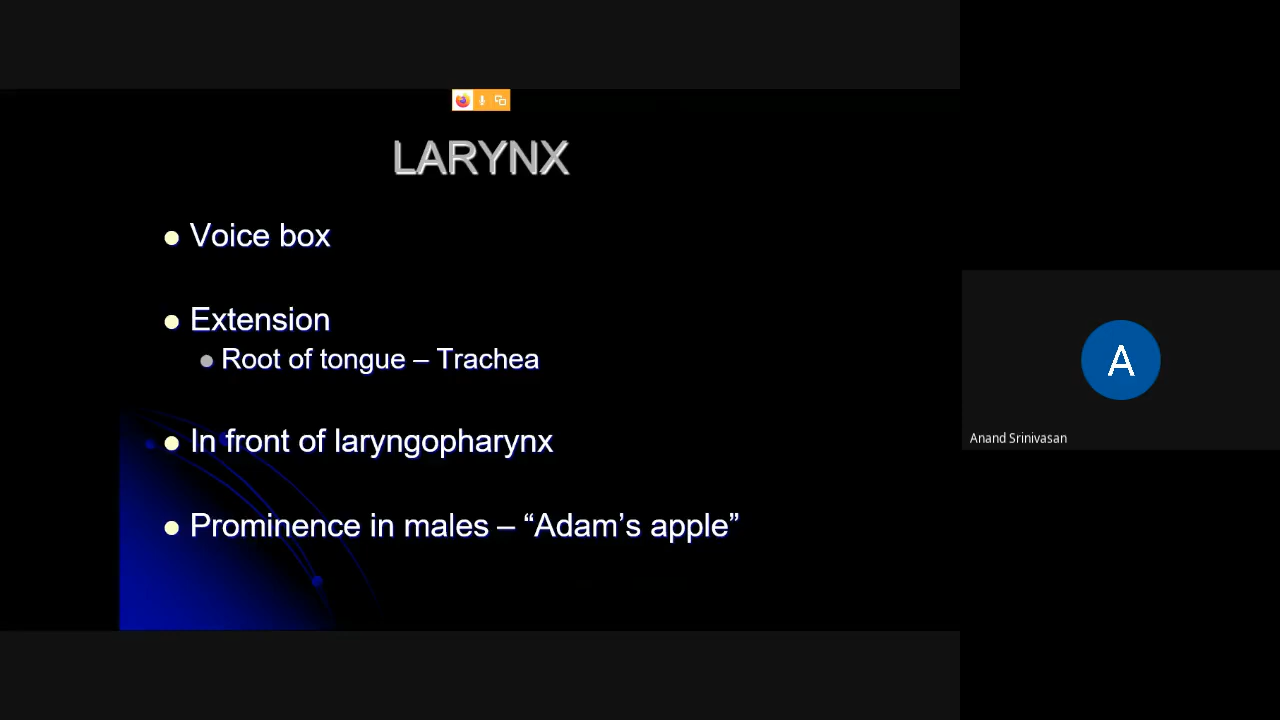 LARYNX
Voice box
Extension
Root of tongue – Trachea
In front of laryngopharynx
Prominence in males – “Adam’s apple”
A
Anand Srinivasan